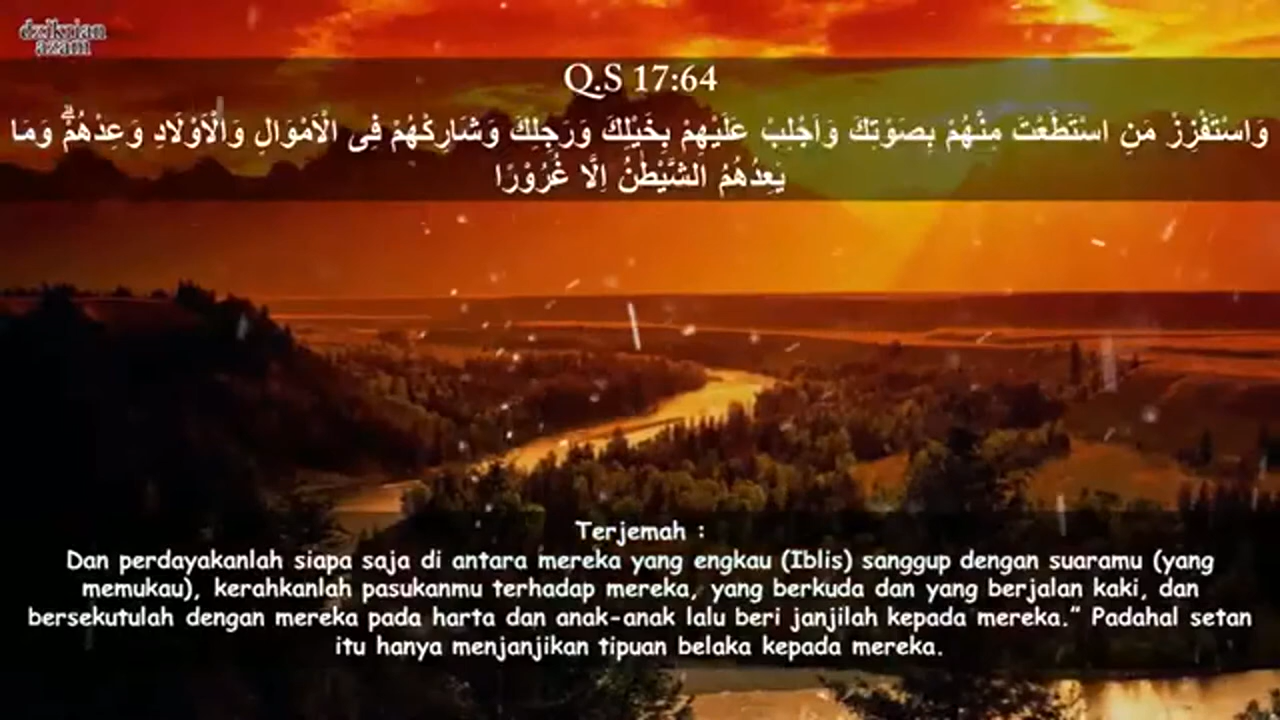 dzikrian
azam
Q.S 17:64
وَاسْتَفْزِزْ مَنِ اسْتَطَعْتَ مِنْهُمْ بِصَوْتِكَ وَاَجْلِبْ عَلَيْهِمْ بِخَيْلِكَ وَرَجِلِكَ وَشَارِكْهُمْ فِى الْاَمْوَالِ وَالْاَوْلَادِ وَعِدْهُمْۗ وَمَا
يَعِدُهُمُ الشَّيْطٰنُ اِلَّا غُرُوْرًا
Terjemah :
Dan perdayakanlah siapa saja di antara mereka yang engkau (Iblis) sanggup dengan suaramu (yang
memukau), kerahkanlah pasukanmu terhadap mereka, yang berkuda dan yang berjalan kaki, dan
bersekutulah dengan mereka pada harta dan anak-anak lalu beri janjilah kepada mereka.” Padahal setan
itu hanya menjanjikan tipuan belaka kepada mereka.